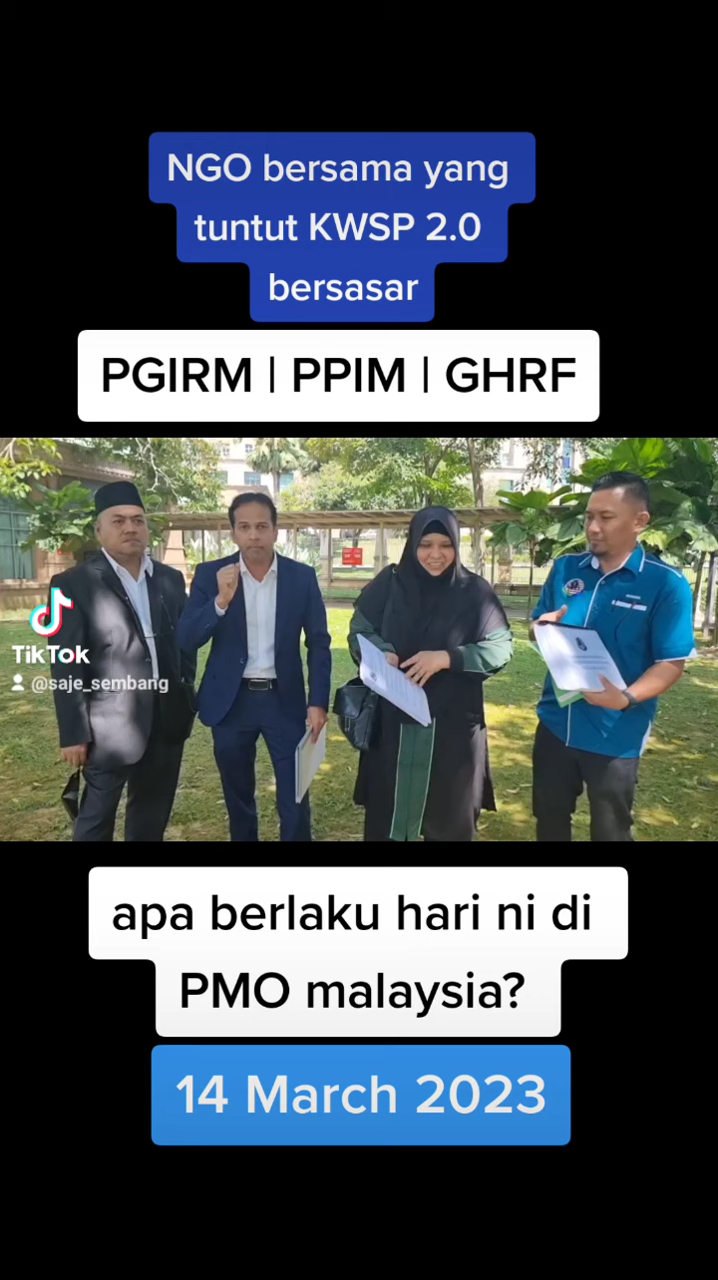 NGO bersama yang
tuntut KWSP 2.0
bersasar
PGIRM | PPIM | GHRF
TikTok
@saje_sembang
apa berlaku hari ni di
PMO malaysia?
14 March 2023